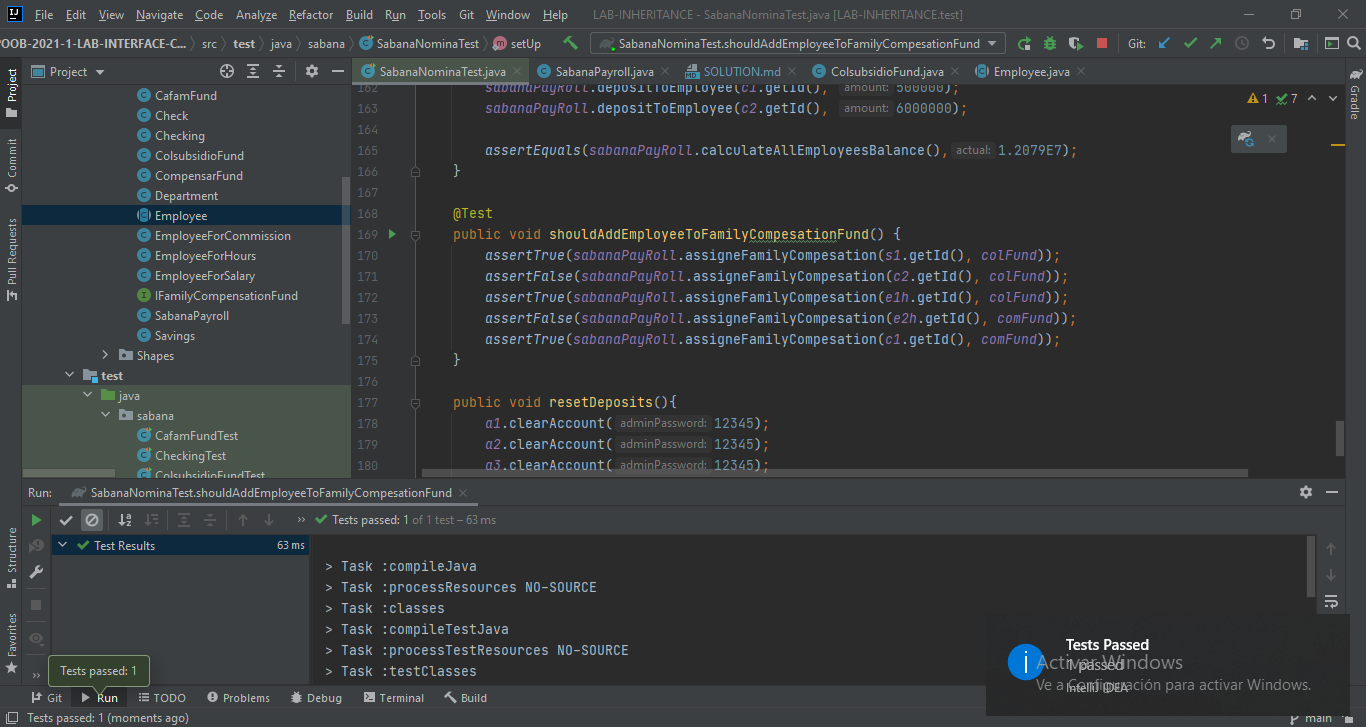 File Edit View Navigate Code Analyze Refactor Build Run Tools Git Window Help LAB-INHERITANCE - SabanaNominaTest.java [LAB-INHERITANCE.test]
POOB-2021-1-LAB-INTERFACE-C... src test java sabana SabanaNominaTest setUp SabanaNominaTest.shouldAddEmployeeToFamilyCompesationFund Git:
Project
SabanaNominaTest.java SabanaPayroll.java SOLUTION.md ColsubsidioFund.java Employee.java
CafamFund
Check
Checking
ColsubsidioFund
CompensarFund
Department
Employee
EmployeeForCommission
EmployeeForHours
EmployeeForSalary
IFamilyCompensationFund
SabanaPayroll
Savings
Shapes
test
java
sabana
CafamFundTest
CheckingTest
ColsubsidioFundTest
Project
Commit
Pull Requests
Structure
Favorites
Gradle
1 7
162 sabanaPayRoll.depositToEmployee(c1.getId(), amount: 500000);
163 sabanaPayRoll.depositToEmployee(c2.getId(), amount: 6000000);
164
165 assertEquals(sabanaPayRoll.calculateAllEmployeesBalance(), actual: 1.2079E7);
166 }
167
168 @Test
169 public void shouldAddEmployeeToFamilyCompesationFund() {
170 assertTrue(sabanaPayRoll.assigneFamilyCompesation(s1.getId(), colFund));
171 assertFalse(sabanaPayRoll.assigneFamilyCompesation(c2.getId(), colFund));
172 assertTrue(sabanaPayRoll.assigneFamilyCompesation(e1h.getId(), colFund));
173 assertFalse(sabanaPayRoll.assigneFamilyCompesation(e2h.getId(), comFund));
174 assertTrue(sabanaPayRoll.assigneFamilyCompesation(c1.getId(), comFund));
175 }
176
177 public void resetDeposits(){
178 a1.clearAccount( adminPassword: 12345);
179 a2.clearAccount( adminPassword: 12345);
180 a3.clearAccount( adminPassword: 12345);
Run: SabanaNominaTest.shouldAddEmployeeToFamilyCompesationFund
Tests passed: 1 of 1 test – 63 ms
Test Results 63 ms
> Task :compileJava
> Task :processResources NO-SOURCE
> Task :classes
> Task :compileTestJava
> Task :processTestResources NO-SOURCE
> Task :testClasses
Tests passed: 1
Tests Passed
1 passed
IntelliJ IDEA
Activar Windows
Ve a Configuración para activar Windows.
Git Run TODO Problems Debug Terminal Build
Tests passed: 1 (moments ago) main